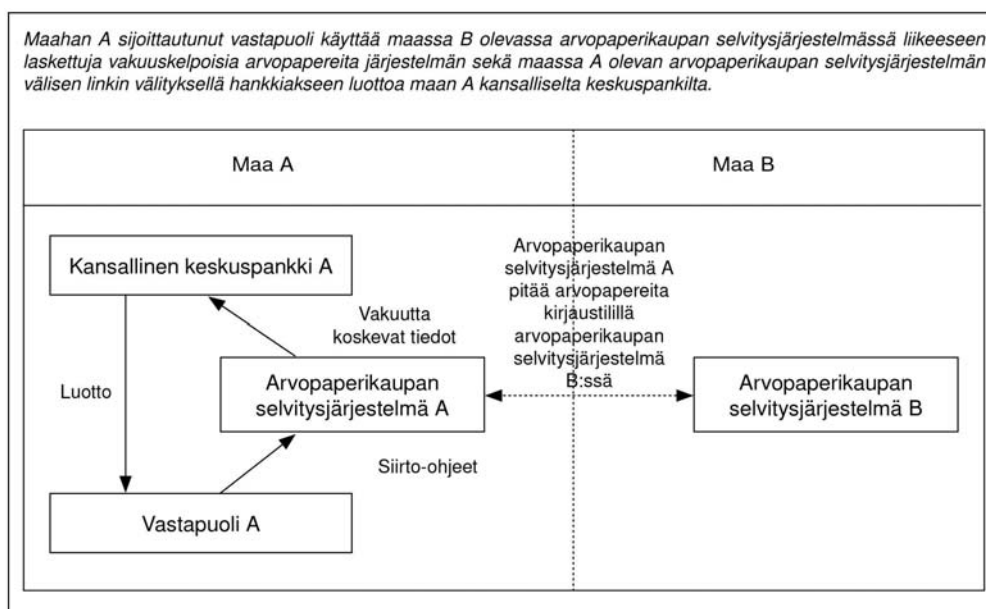 Maahan A sijoittautunut vastapuoli käyttää maassa B olevassa arvopaperikaupan selvitysjärjestelmässä liikeeseen
laskettuja vakuuskelpoisia arvopapereita järjestelmän sekä maassa A olevan arvopaperikaupan selvitysjärjestelmän
välisen linkin välityksellä hankkiakseen luottoa maan A kansalliselta keskuspankilta.
Maa A
Maa B
Kansallinen keskuspankki A
Arvopaperikaupan
selvitysjärjestelmä A
pitää arvopapereita
kirjaustilillä
arvopaperikaupan
selvitysjärjestelmä
B:ssä
Vakuutta
koskevat tiedot
Luotto
Arvopaperikaupan
selvitysjärjestelmä A
Arvopaperikaupan
selvitysjärjestelmä B
Siirto-ohjeet
Vastapuoli A